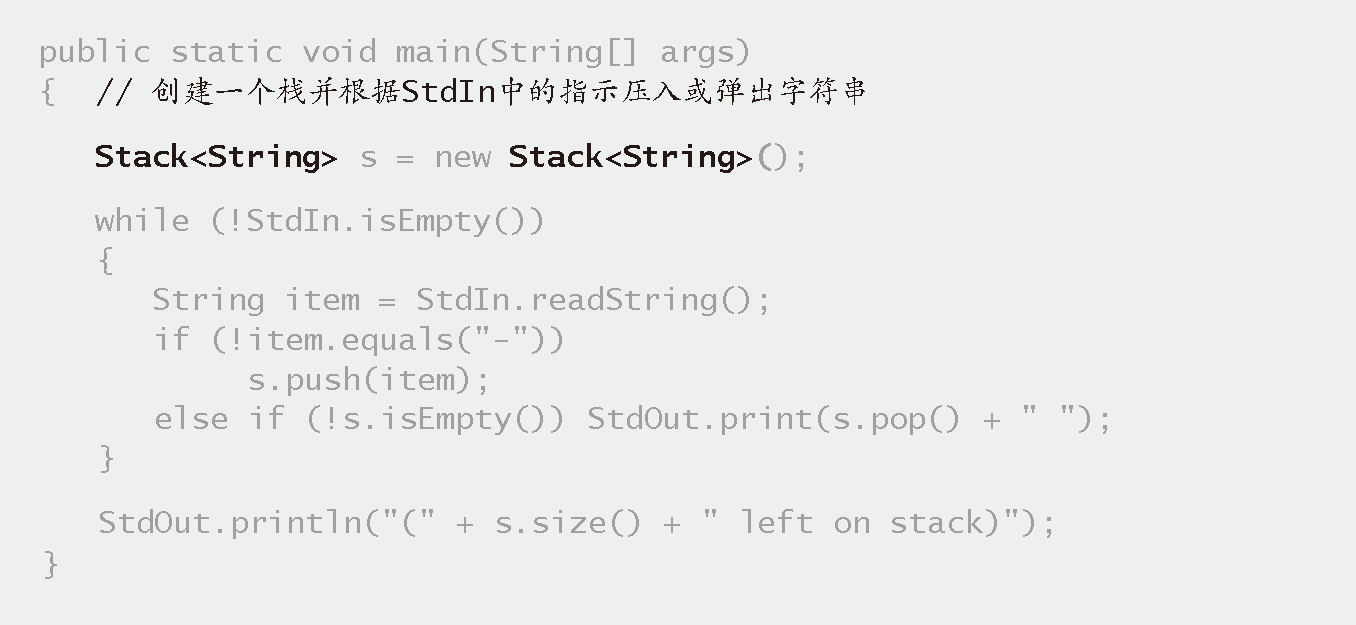 public static void main(String[] args)
{  // 创建一个栈并根据StdIn中的指示压入或弹出字符串
Stack<String> s = new Stack<String>();
while (!StdIn.isEmpty())
{
String item = StdIn.readString();
if (!item.equals("-"))
s.push(item);
else if (!s.isEmpty()) StdOut.print(s.pop() + " ");
}
StdOut.println("(" + s.size() + " left on stack)");
}